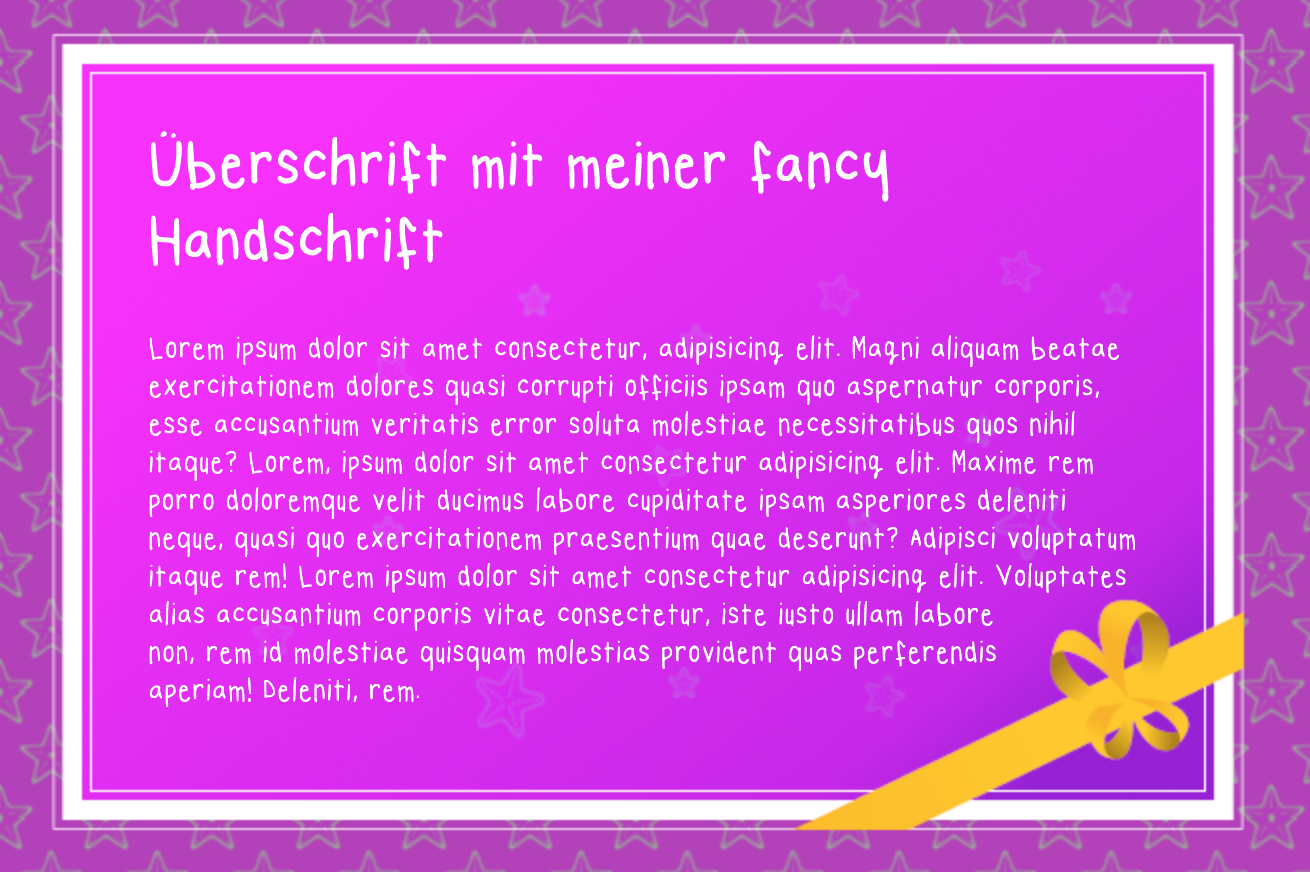 Überschrift mit meiner fancy
Handschrift
Lorem ipsum dolor sit amet consectetur, adipisicing elit. Magni aliquam beatae
exercitationem dolores quasi corrupti officiis ipsam quo aspernatur corporis,
esse accusantium veritatis error soluta molestiae necessitatibus quos nihil
itaque? Lorem, ipsum dolor sit amet consectetur adipisicing elit. Maxime rem
porro doloremque velit ducimus labore cupiditate ipsam asperiores deleniti
neque, quasi quo exercitationem praesentium quae deserunt? Adipisci voluptatum
itaque rem! Lorem ipsum dolor sit amet consectetur adipisicing elit. Voluptates
alias accusantium corporis vitae consectetur, iste iusto ullam labore
non, rem id molestiae quisquam molestias provident quas perferendis
aperiam! Deleniti, rem.